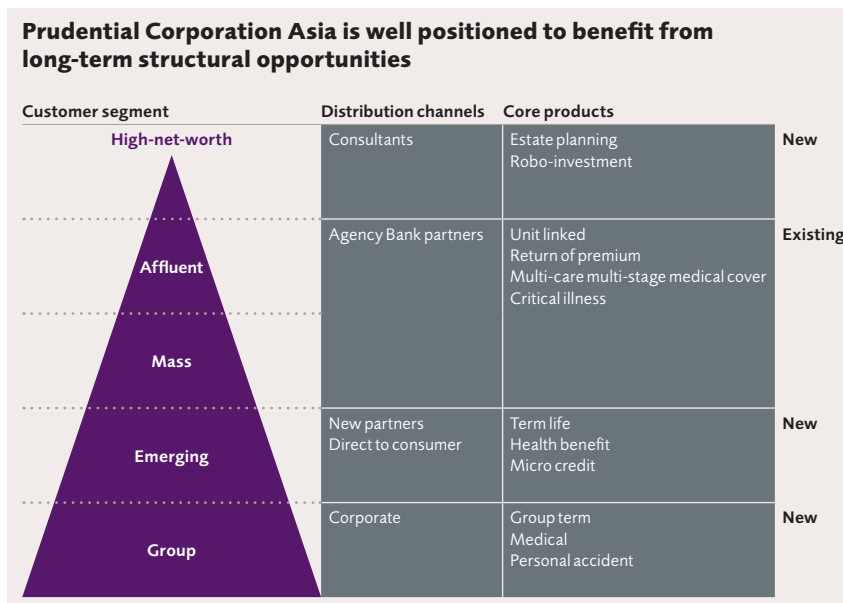 Prudential Corporation Asia is well positioned to benefit from
long-term structural opportunities
Customer segment
Distribution channels
Core products
High-net-worth
Consultants
Estate planning
Robo-investment
New
Affluent
Mass
Agency Bank partners
Unit linked
Return of premium
Multi-care multi-stage medical cover
Critical illness
Existing
Emerging
New partners
Direct to consumer
Term life
Health benefit
Micro credit
New
Group
Corporate
Group term
Medical
Personal accident
New